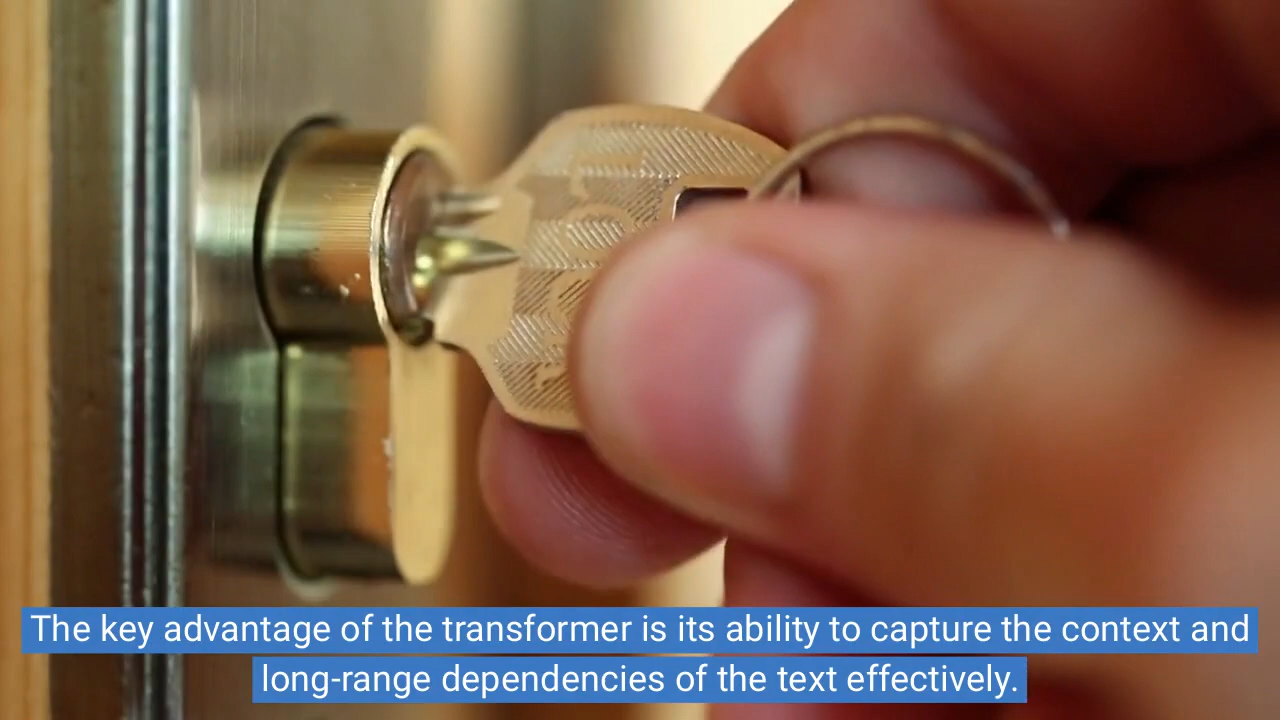 The key advantage of the transformer is its ability to capture the context and
long-range dependencies of the text effectively.